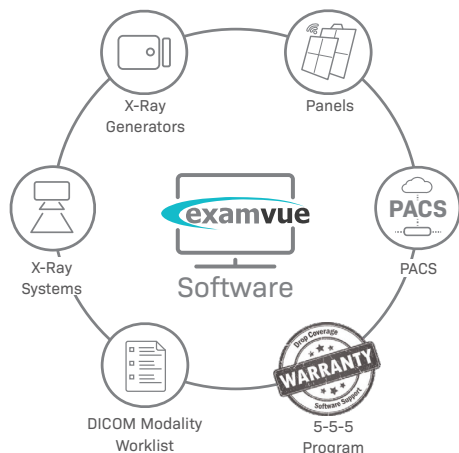 X-Ray
Generators
Panels
examvue
Software
PACS
X-Ray
Systems
PACS
Drop Coverage
WARRANTY
Software Support
DICOM Modality
Worklist
5-5-5
Program